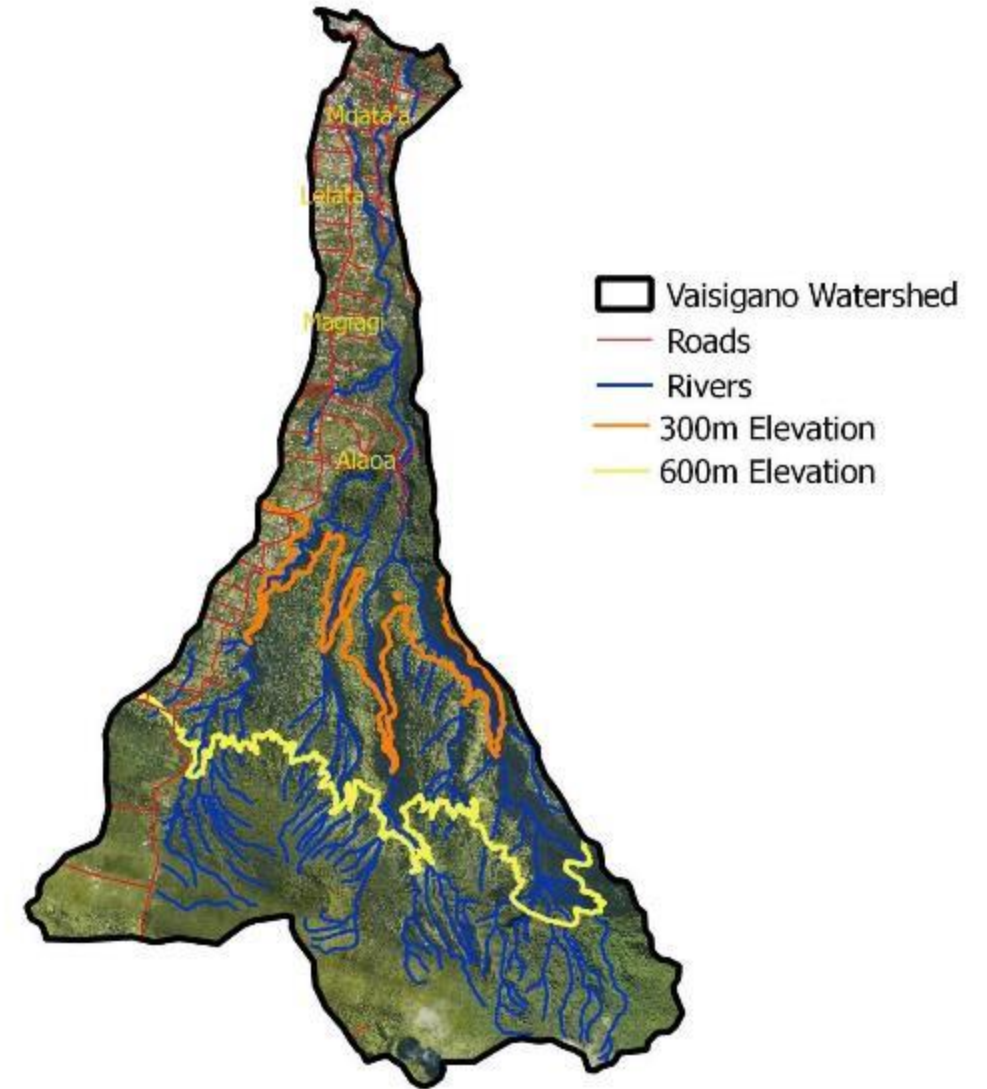 Moata'a
Lelata
Magiagi
Alaoa
Vaisigano Watershed
Roads
Rivers
300m Elevation
600m Elevation